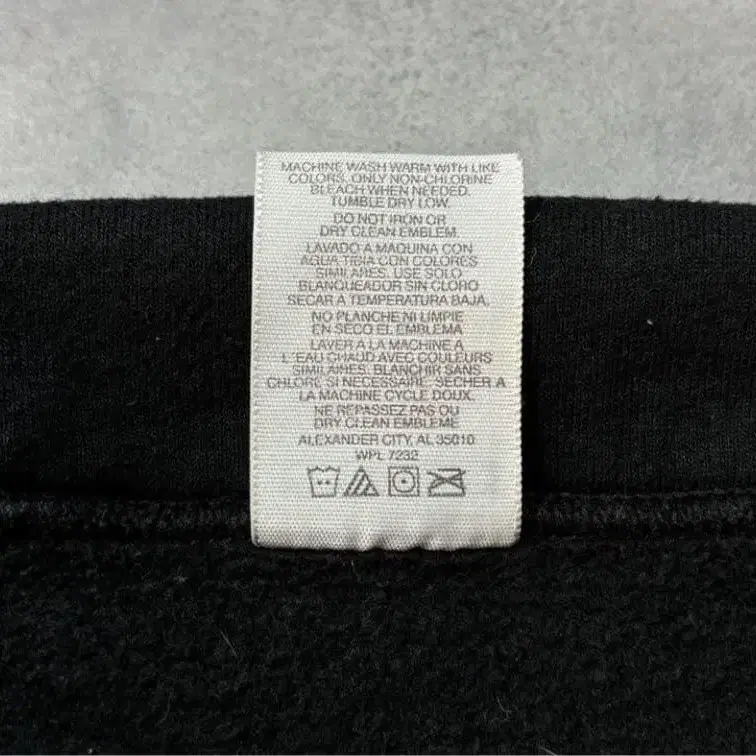 MACHINE WASH WARM WITH LIKE
COLORS. ONLY NON-CHLORINE
BLEACH WHEN NEEDED.
TUMBLE DRY LOW.
DO NOT IRON OR
DRY CLEAN EMBLEM.
LAVADO A MAQUINA CON
AGUA TIBIA CON COLORES
SIMILARES. USE SOLO
BLANQUEADOR SIN CLORO
SECAR A TEMPERATURA BAJA.
NO PLANCHE NI LIMPIE
EN SECO EL EMBLEMA
LAVER A LA MACHINE A
L'EAU CHAUD AVEC COULEURS
SIMILAIRES. BLANCHIR SANS
CHLORE SI NECESSAIRE. SECHER A
LA MACHINE CYCLE DOUX.
NE REPASSEZ PAS OU
DRY CLEAN EMBLEME
ALEXANDER CITY, AL 35010
WPL 7232